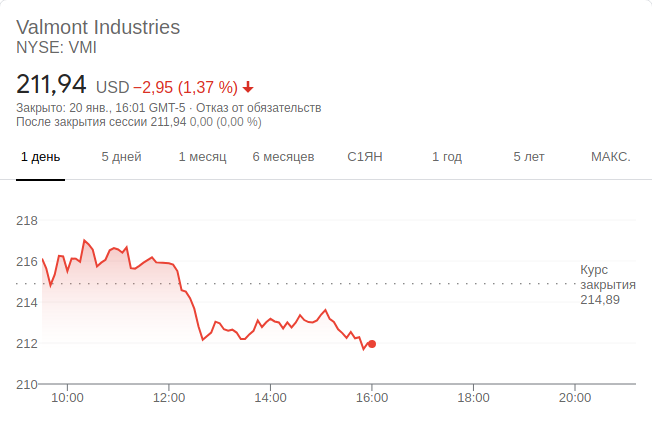 Valmont Industries
NYSE: VMI
211,94 USD −2,95 (1,37 %)
Закрыто: 20 янв., 16:01 GMT-5 · Отказ от обязательств
После закрытия сессии 211,94 0,00 (0,00 %)
1 день 5 дней 1 месяц 6 месяцев С1ЯН 1 год 5 лет МАКС.
218
216
Курс
закрытия
214,89
214
212
210
10:00 12:00 14:00 16:00 18:00 20:00